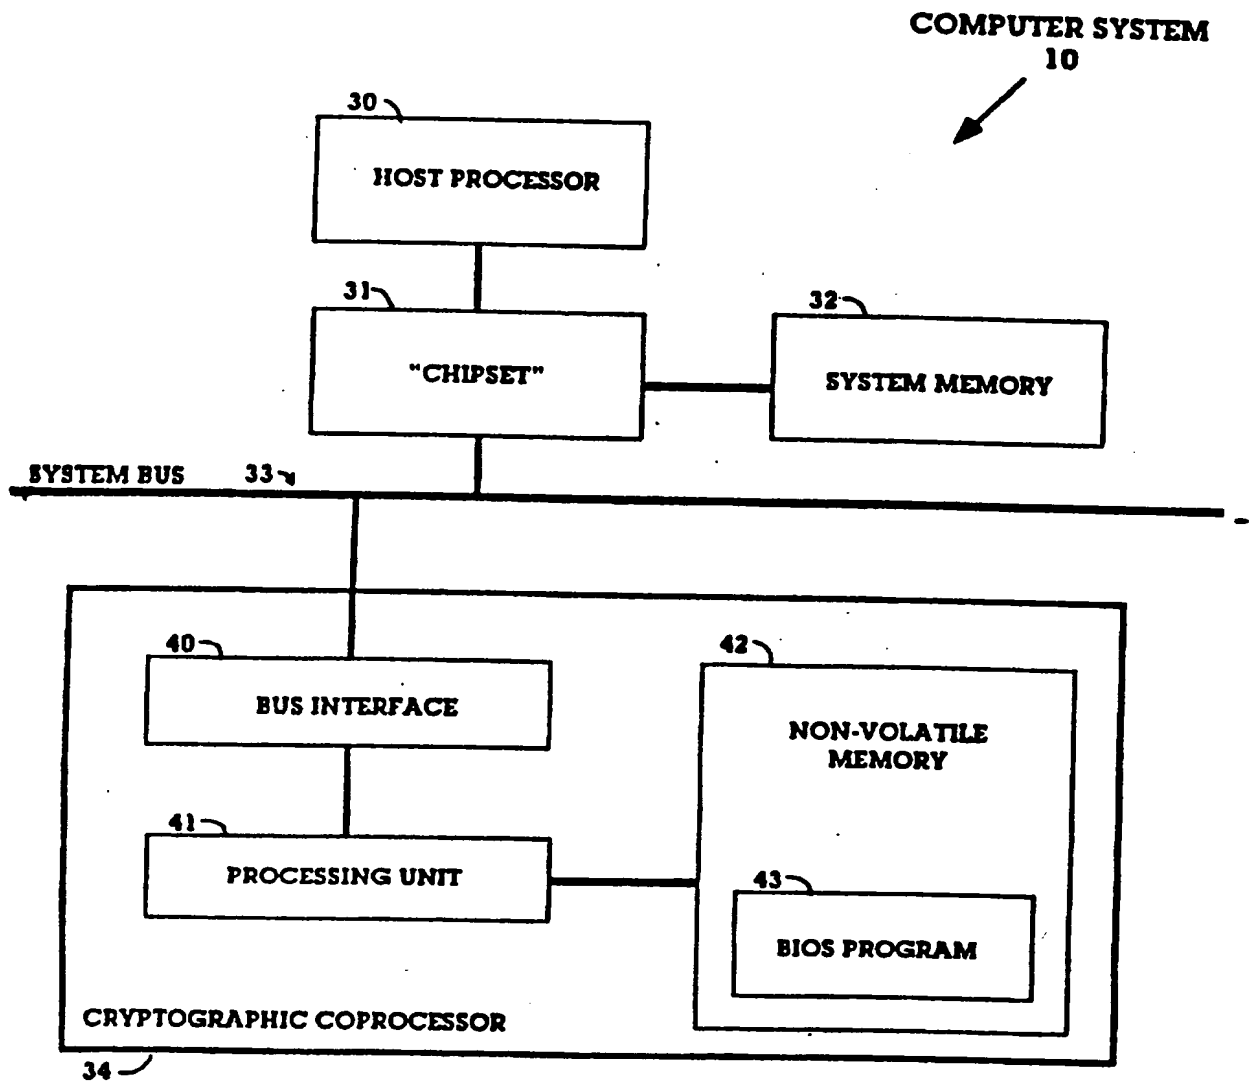 COMPUTER SYSTEM
10
30
HOST PROCESSOR
31
"CHIPSET"
32
SYSTEM MEMORY
SYSTEM BUS
33
40
BUS INTERFACE
41
PROCESSING UNIT
42
NON-VOLATILE
MEMORY
43
BIOS PROGRAM
CRYPTOGRAPHIC COPROCESSOR
34